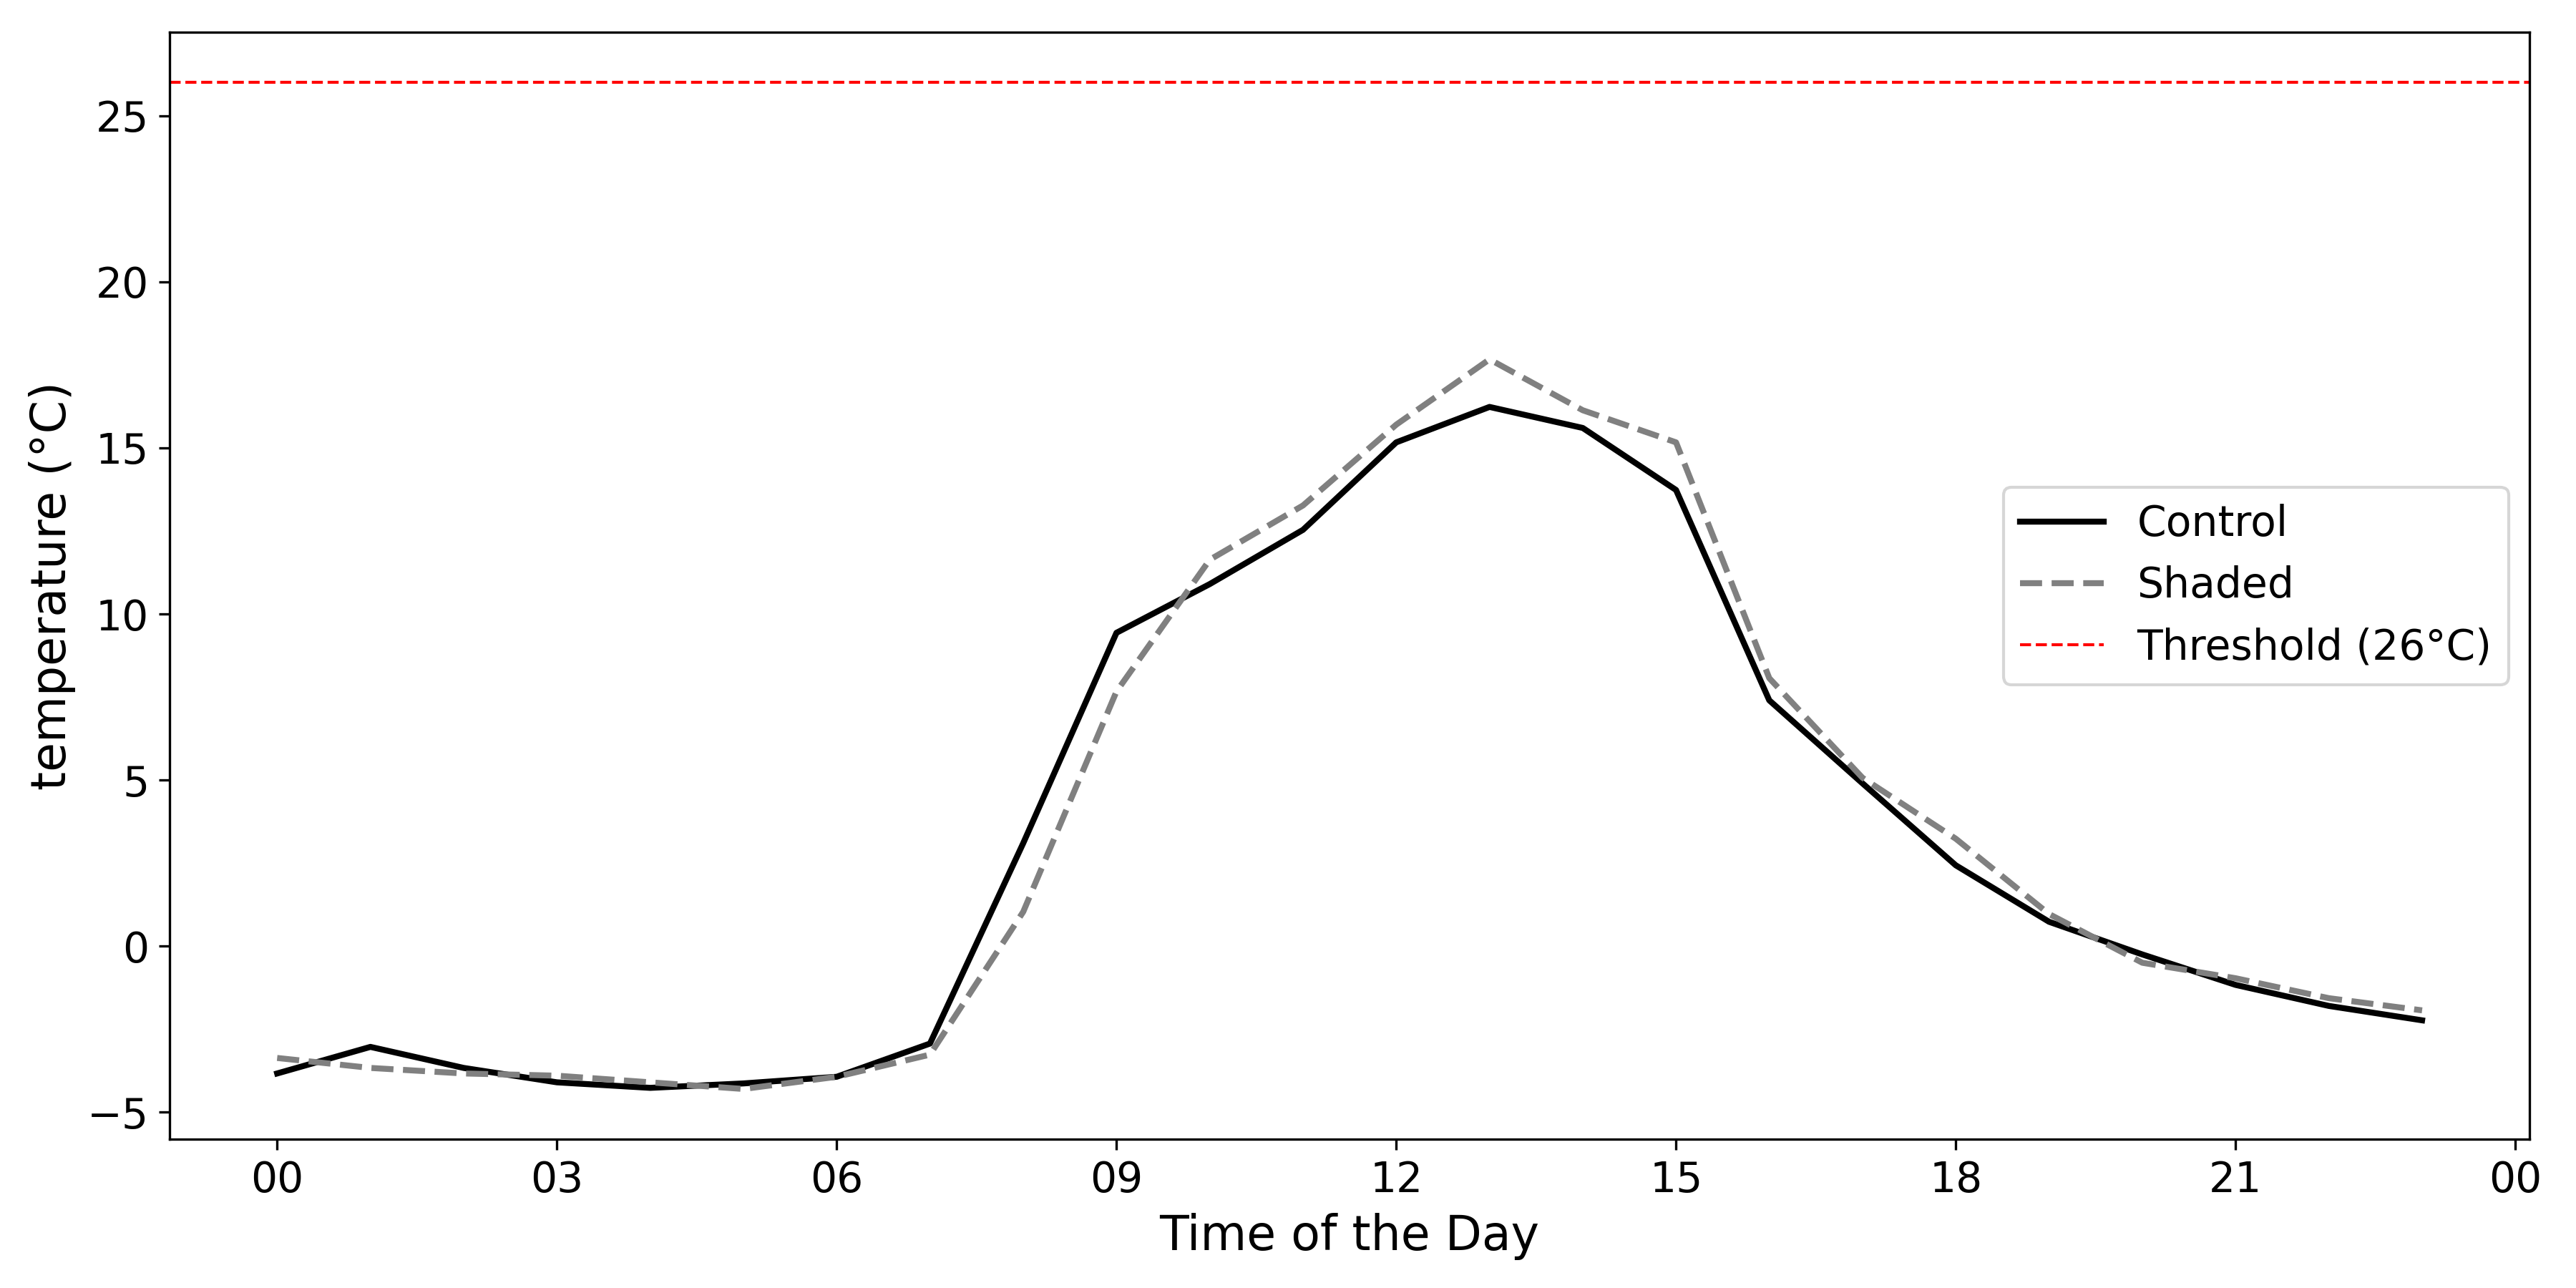 25
20
15
10
5
0
−5
temperature (°C)
Control
Shaded
Threshold (26°C)
00 03 06 09 12 15 18 21 00
Time of the Day